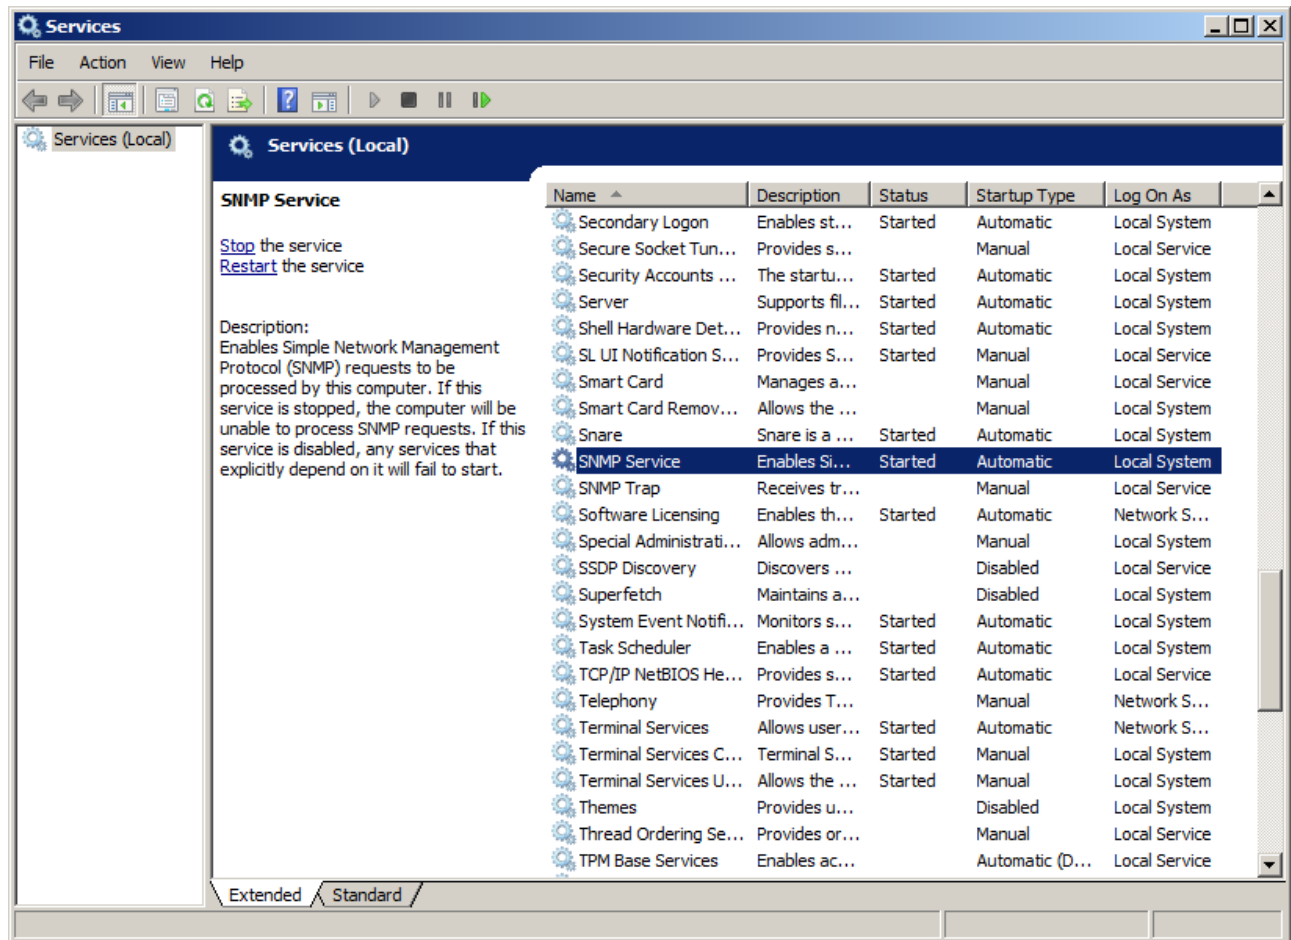 Services
File Action View Help
Services (Local)
Services (Local)
SNMP Service
Stop the service
Restart the service
Description:
Enables Simple Network Management
Protocol (SNMP) requests to be
processed by this computer. If this
service is stopped, the computer will be
unable to process SNMP requests. If this
service is disabled, any services that
explicitly depend on it will fail to start.
Name Description Status Startup Type Log On As
Secondary Logon Enables st... Started Automatic Local System
Secure Socket Tun... Provides s... Manual Local Service
Security Accounts ... The startu... Started Automatic Local System
Server Supports fil... Started Automatic Local System
Shell Hardware Det... Provides n... Started Automatic Local System
SL UI Notification S... Provides S... Started Manual Local Service
Smart Card Manages a... Manual Local Service
Smart Card Remov... Allows the ... Manual Local System
Snare Snare is a ... Started Automatic Local System
SNMP Service Enables Si... Started Automatic Local System
SNMP Trap Receives tr... Manual Local Service
Software Licensing Enables th... Started Automatic Network S...
Special Administrati... Allows adm... Manual Local System
SSDP Discovery Discovers ... Disabled Local Service
Superfetch Maintains a... Disabled Local System
System Event Notifi... Monitors s... Started Automatic Local System
Task Scheduler Enables a ... Started Automatic Local System
TCP/IP NetBIOS He... Provides s... Started Automatic Local Service
Telephony Provides T... Manual Network S...
Terminal Services Allows user... Started Automatic Network S...
Terminal Services C... Terminal S... Started Manual Local System
Terminal Services U... Allows the ... Started Manual Local System
Themes Provides u... Disabled Local System
Thread Ordering Se... Provides or... Manual Local Service
TPM Base Services Enables ac... Automatic (D... Local Service
Extended Standard